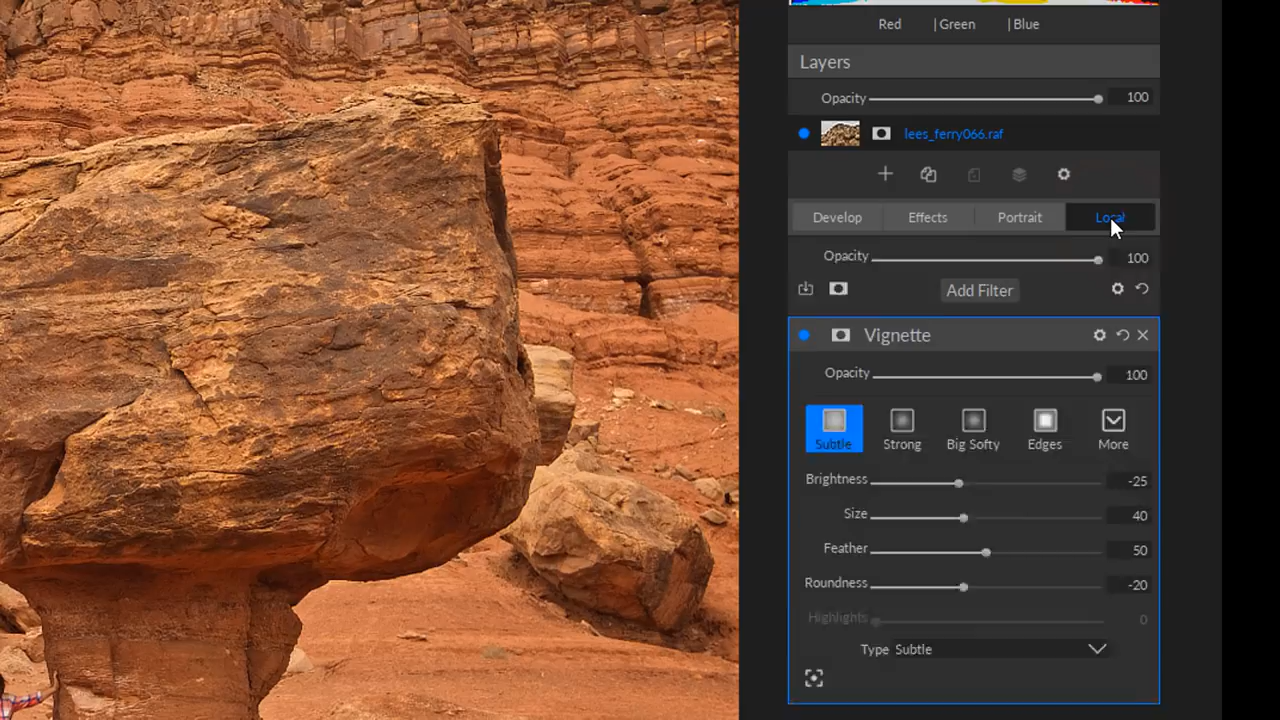 Red | Green | Blue
Layers
Opacity 100
lees_ferry066.raf
Develop Effects Portrait Local
Opacity 100
Add Filter
Vignette
Opacity 100
Subtle Strong Big Softy Edges More
Brightness -25
Size 40
Feather 50
Roundness -20
Highlights 0
Type Subtle